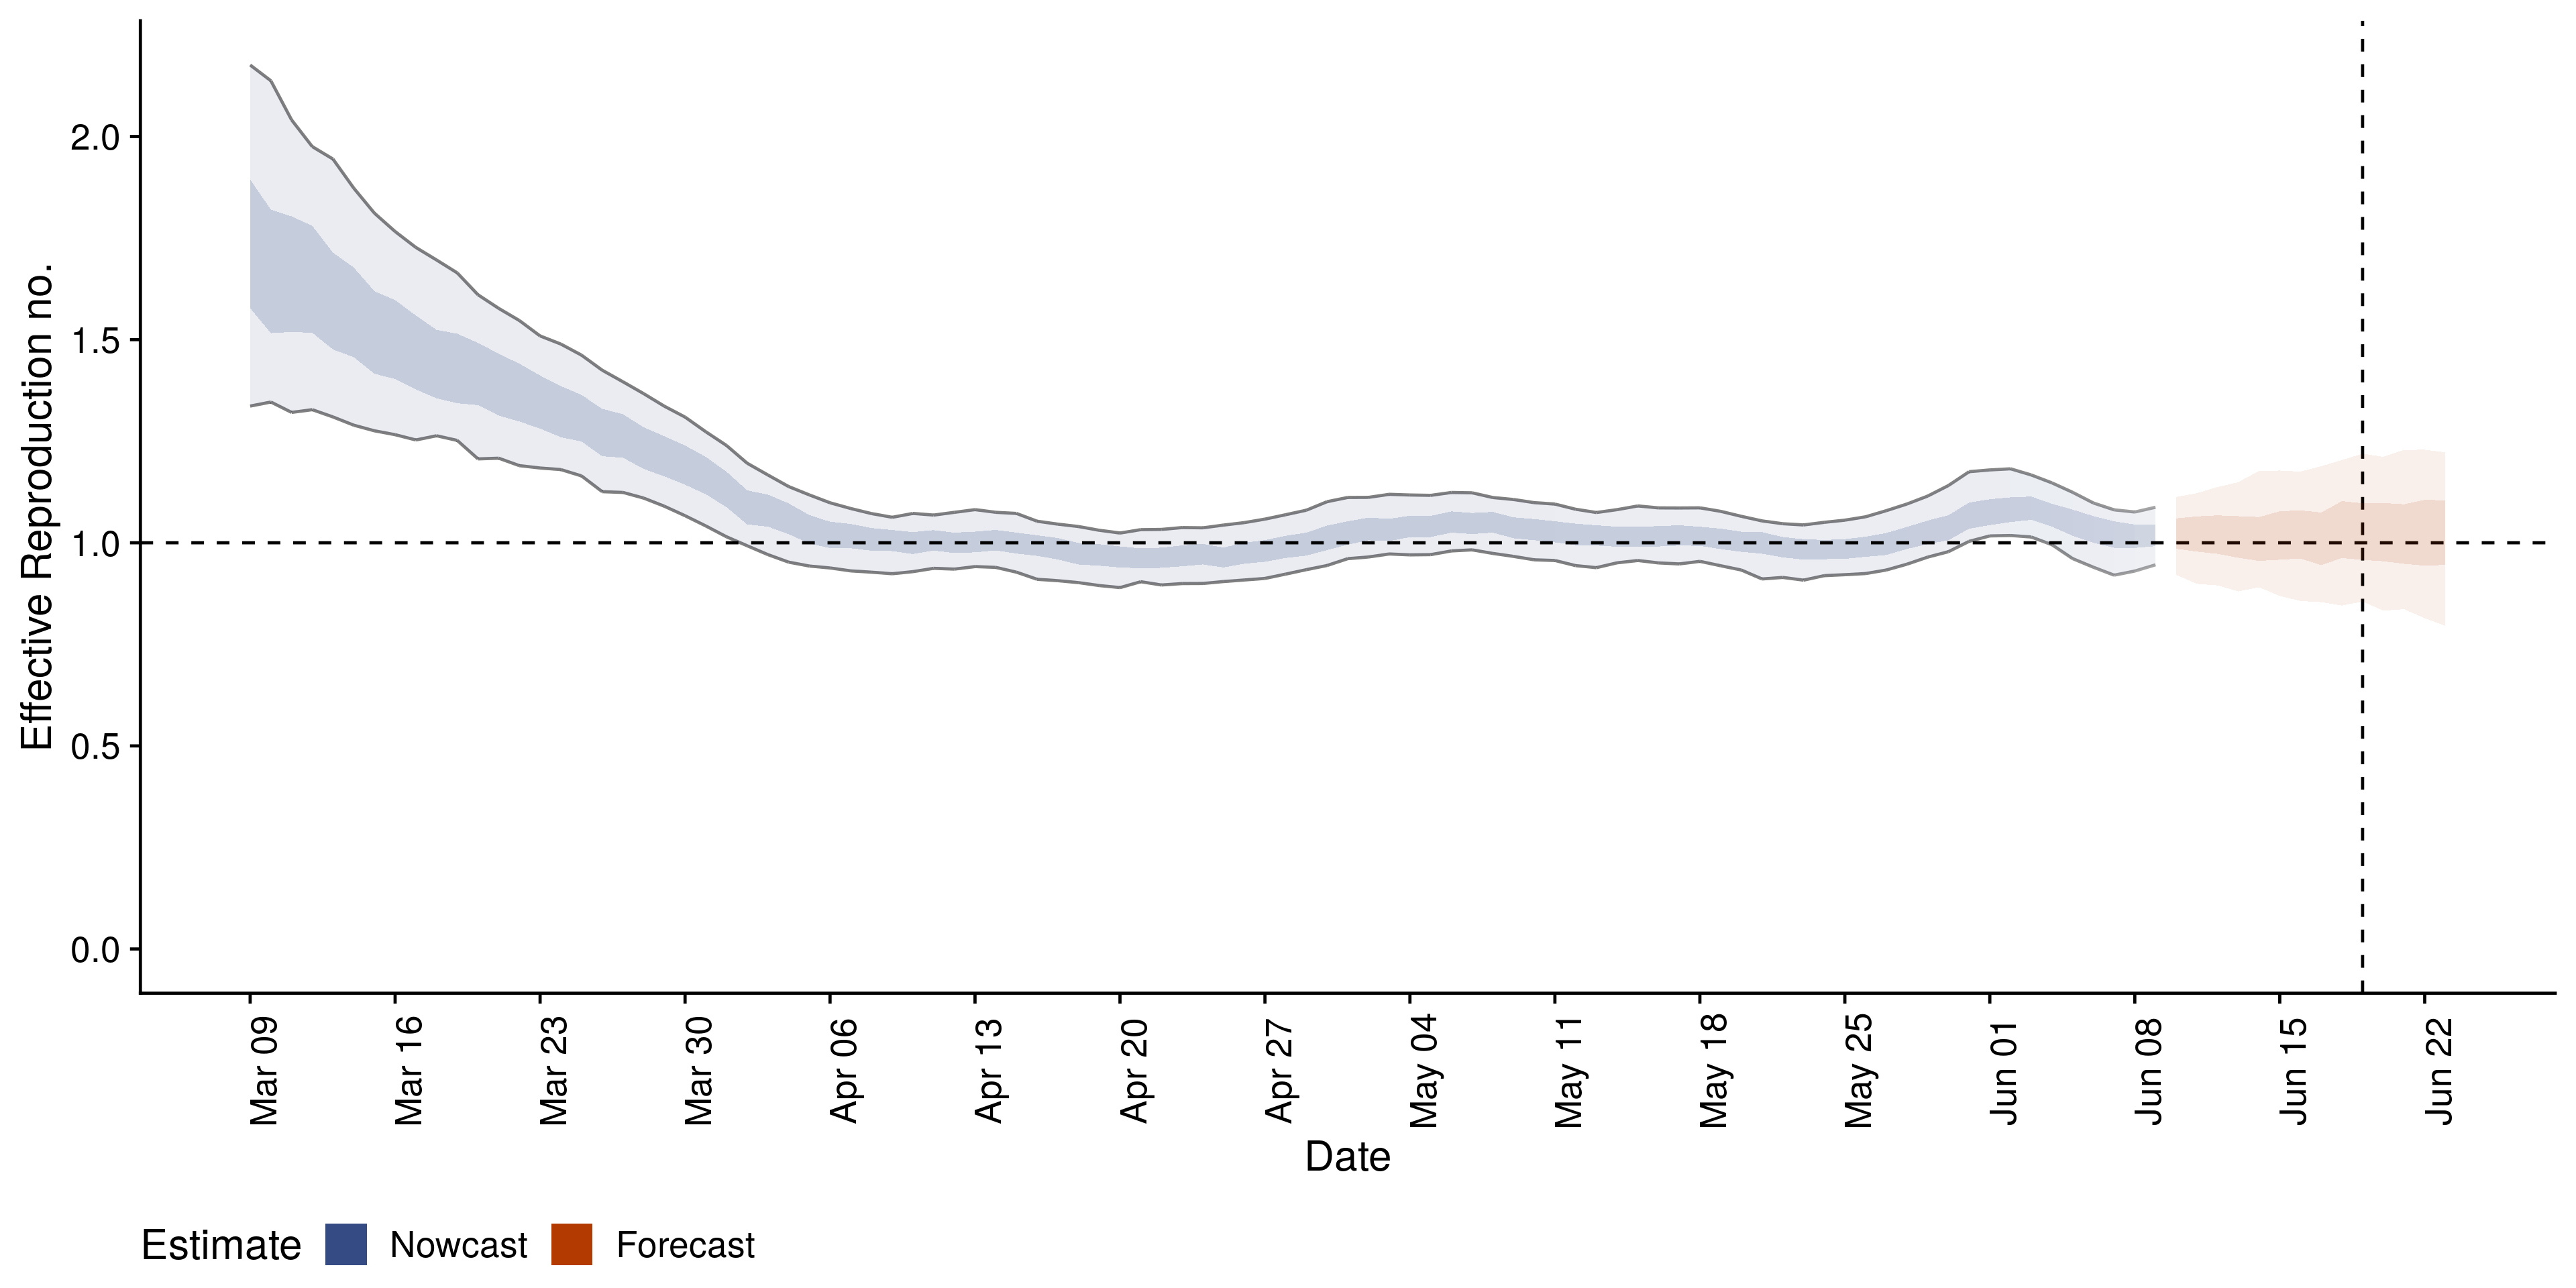 Effective Reproduction no.
2.0
1.5
1.0
0.5
0.0
Mar 09
Mar 16
Mar 23
Mar 30
Apr 06
Apr 13
Apr 20
Apr 27
May 04
May 11
May 18
May 25
Jun 01
Jun 08
Jun 15
Jun 22
Date
Estimate Nowcast Forecast